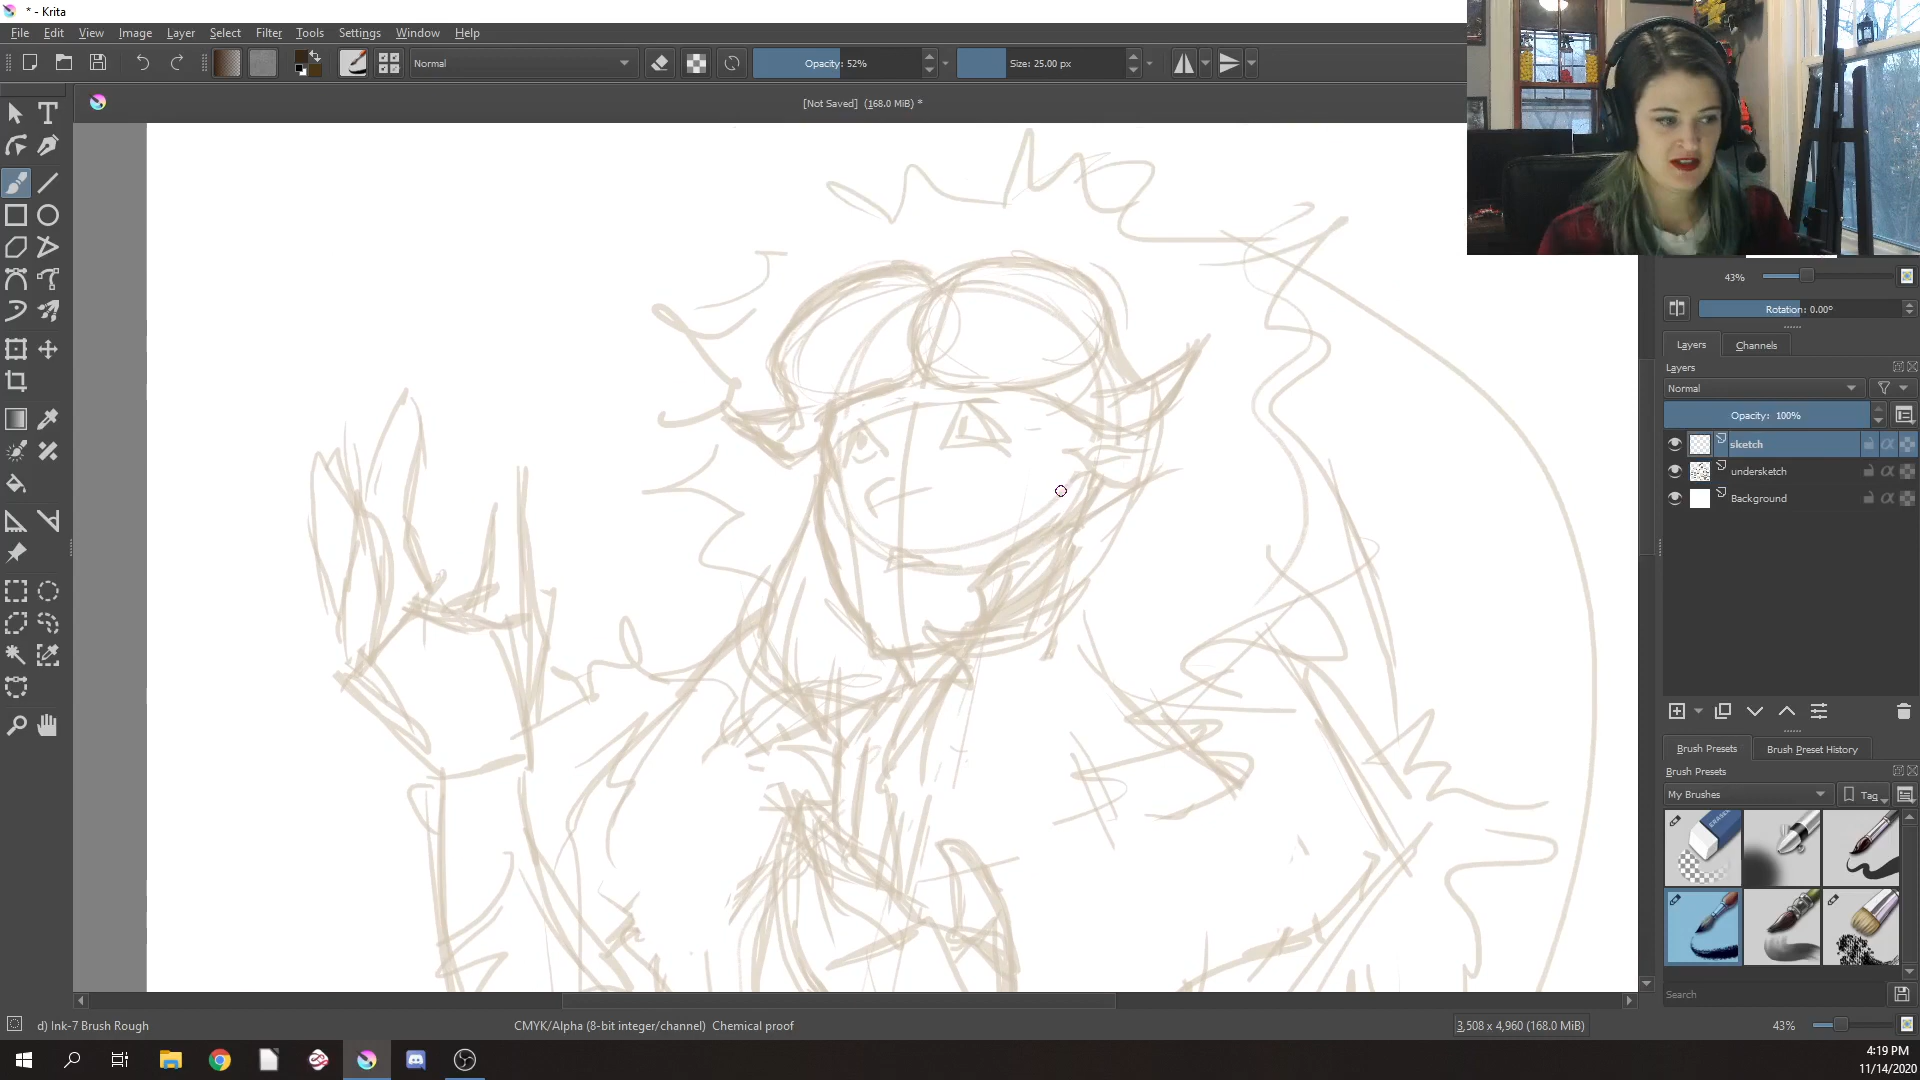 * - Krita
File Edit View Image Layer Select Filter Tools Settings Window Help
Normal
Opacity: 52%
Size: 25.00 px
[Not Saved] (168.0 MiB) *
43%
Rotation: 0.00°
Layers Channels
Layers
Normal
Opacity: 100%
sketch
undersketch
Background
Brush Presets Brush Preset History
Brush Presets
My Brushes Tag
ERASER
Search
d) Ink-7 Brush Rough
CMYK/Alpha (8-bit integer/channel) Chemical proof
3,508 x 4,960 (168.0 MiB)
43%
4:19 PM
11/14/2020